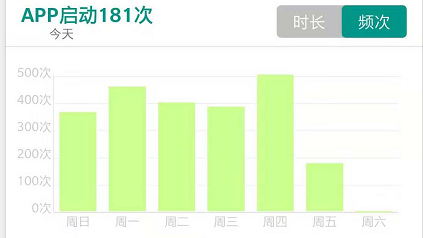 APP启动181次
今天
时长 频次
500次
400次
300次
200次
100次
0次
周日 周一 周二 周三 周四 周五 周六